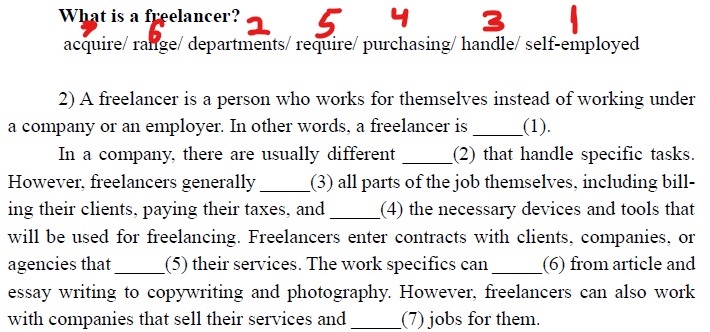 What is a freelancer?
7 6 2 5 4 3 1
acquire/ range/ departments/ require/ purchasing/ handle/ self-employed
2) A freelancer is a person who works for themselves instead of working under
a company or an employer. In other words, a freelancer is _____(1).
In a company, there are usually different _____(2) that handle specific tasks.
However, freelancers generally _____(3) all parts of the job themselves, including bill-
ing their clients, paying their taxes, and _____(4) the necessary devices and tools that
will be used for freelancing. Freelancers enter contracts with clients, companies, or
agencies that _____(5) their services. The work specifics can _____(6) from article and
essay writing to copywriting and photography. However, freelancers can also work
with companies that sell their services and _____(7) jobs for them.